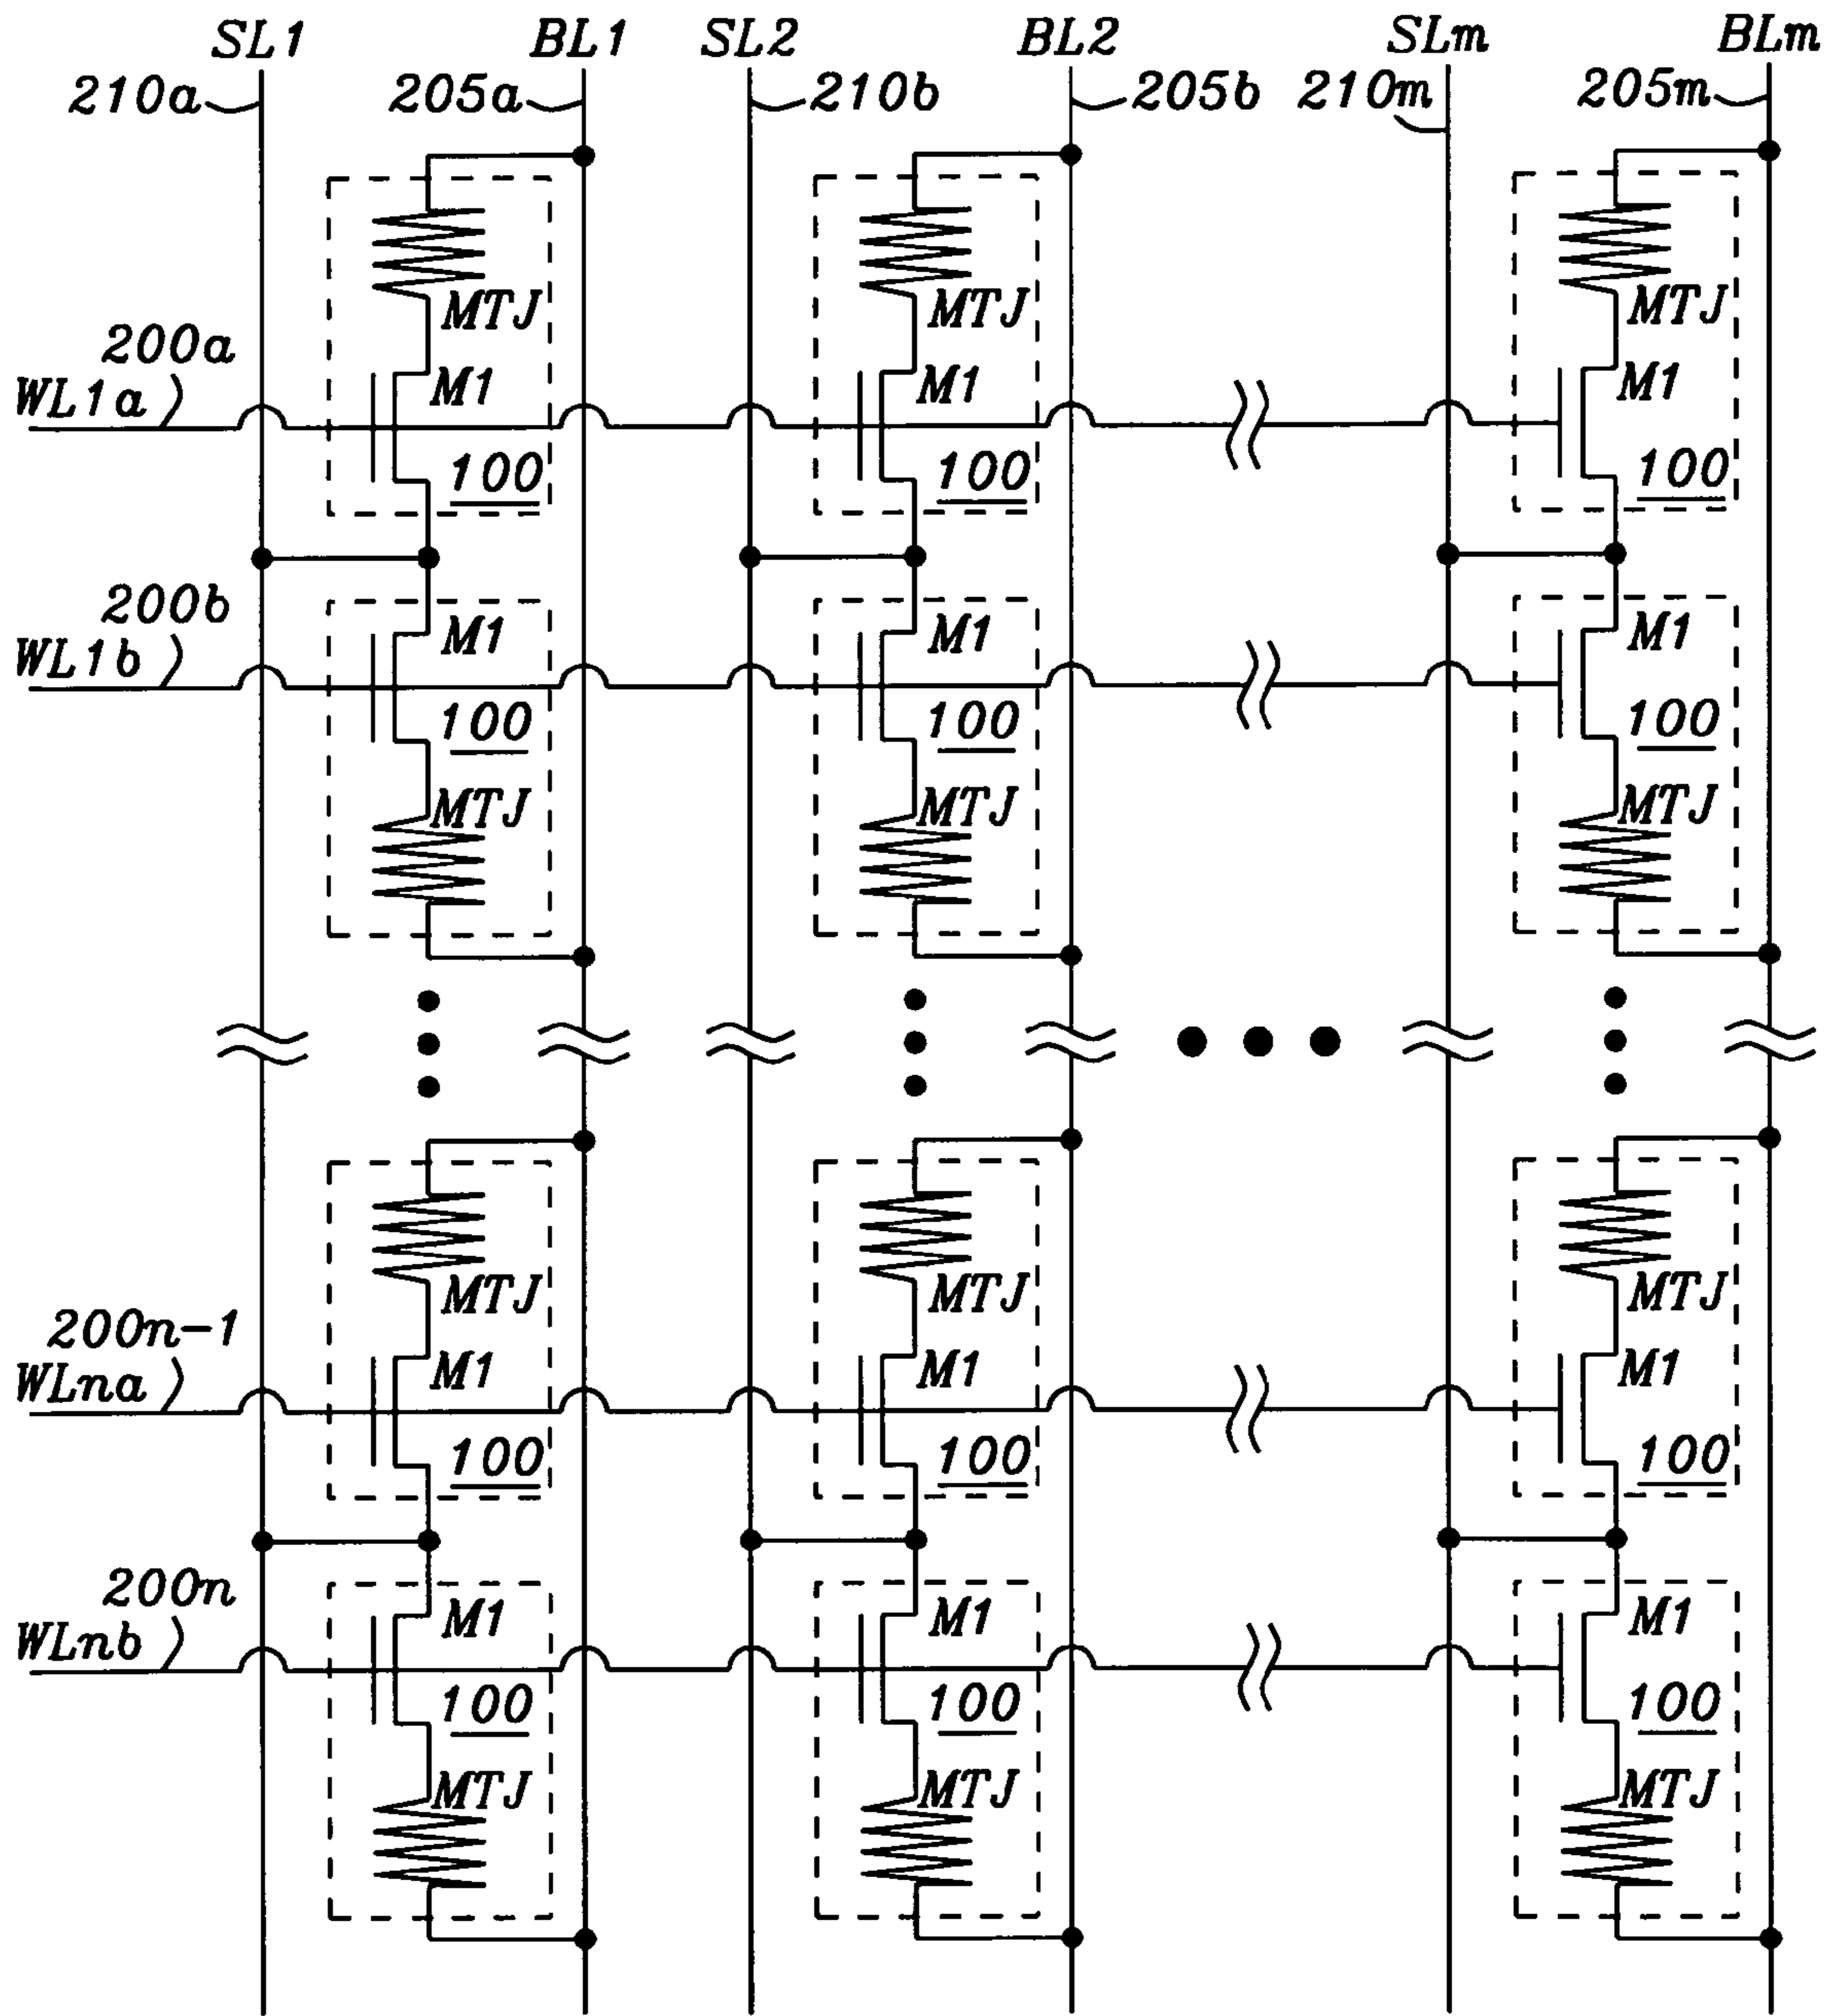 SL1 BL1 SL2 BL2 SLm BLm
210a 205a 210b 205b 210m 205m
MTJ MTJ MTJ
200a
WL1a M1 M1 M1
100 100 100
200b
WL1b M1 M1 M1
100 100 100
MTJ MTJ MTJ
MTJ MTJ MTJ
200n-1
WLna M1 M1 M1
100 100 100
200n
WLnb M1 M1 M1
100 100 100
MTJ MTJ MTJ